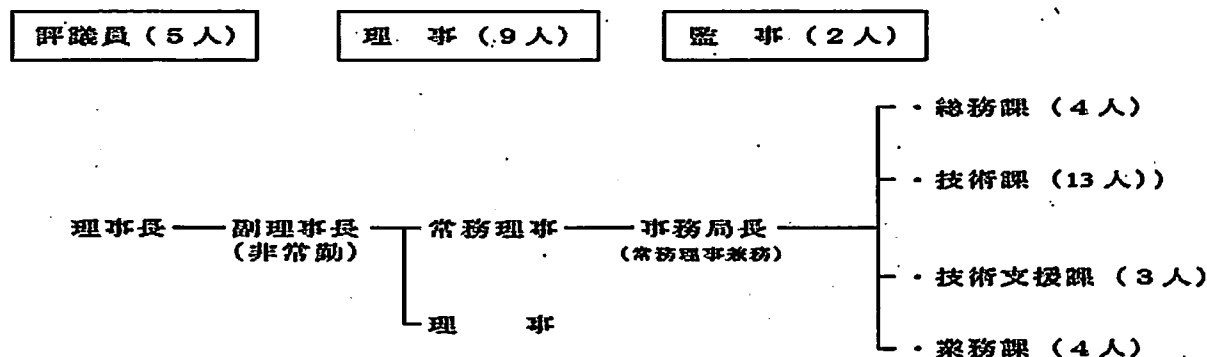 評議員（5人）
理　事（9人）
監　事（2人）
・総務課（4人）
・技術課（13人））
理事長
副理事長
（非常勤）
常務理事
事務局長
（常務理事兼務）
・技術支援課（3人）
理　　事
・業務課（4人）